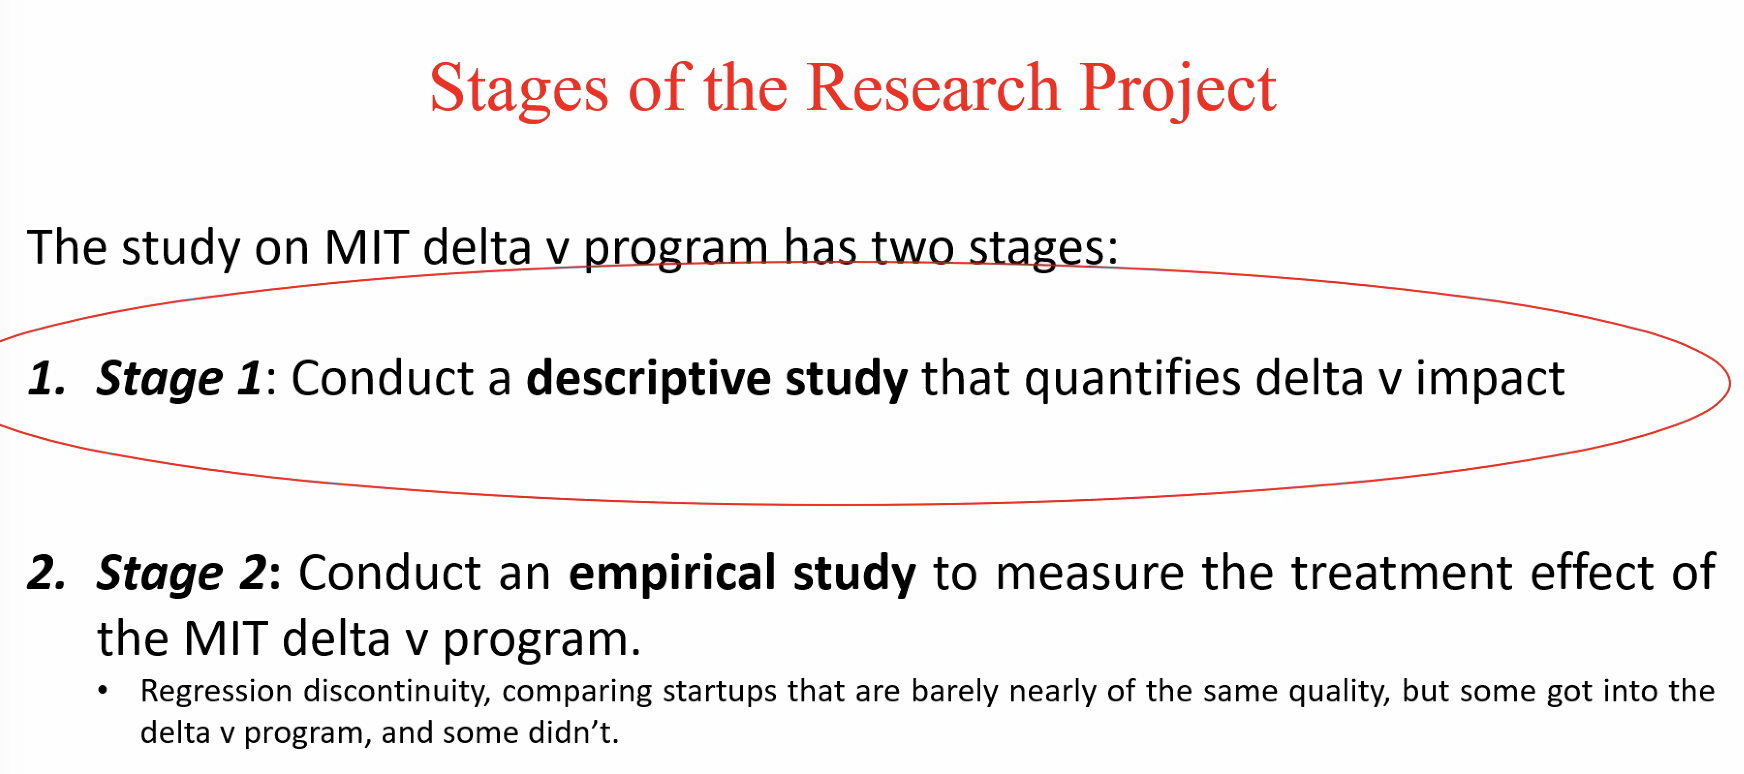 Stages of the Research Project
The study on MIT delta v program has two stages:
1. Stage 1: Conduct a descriptive study that quantifies delta v impact
2. Stage 2: Conduct an empirical study to measure the treatment effect of
the MIT delta v program.
• Regression discontinuity, comparing startups that are barely nearly of the same quality, but some got into the
delta v program, and some didn’t.